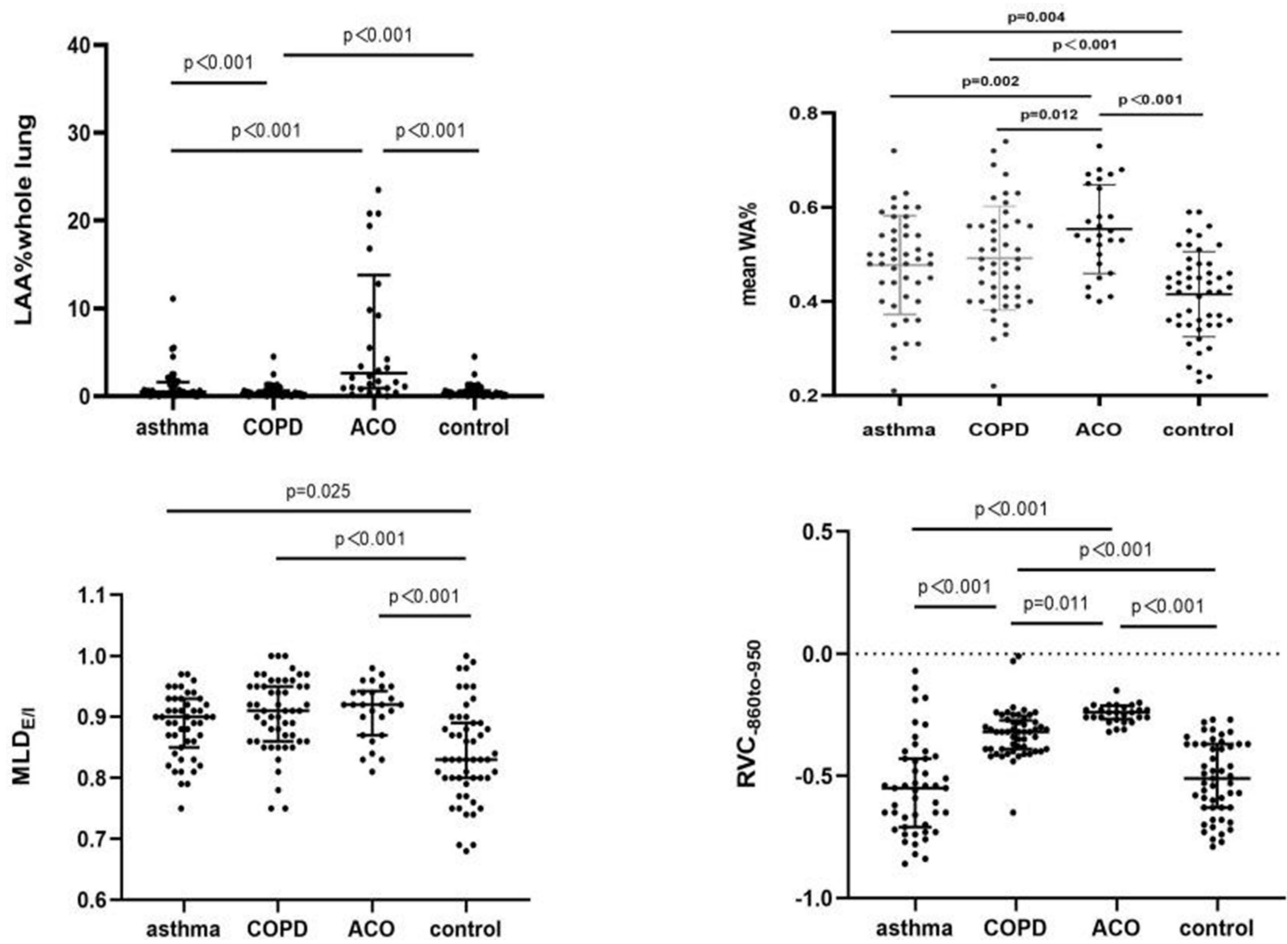 p<0.001
p<0.001
p<0.001
p<0.001
LAA%whole lung
40
30
20
10
0
asthma COPD ACO control
p=0.004
p<0.001
p=0.002
p=0.012
p<0.001
mean WA%
0.8
0.6
0.4
0.2
asthma COPD ACO control
p=0.025
p<0.001
p<0.001
MLDE/I
1.1
1.0
0.9
0.8
0.7
0.6
asthma COPD ACO control
p<0.001
p<0.001
p<0.001
p=0.011
p<0.001
RVC-860to-950
0.5
0.0
-0.5
-1.0
asthma COPD ACO control